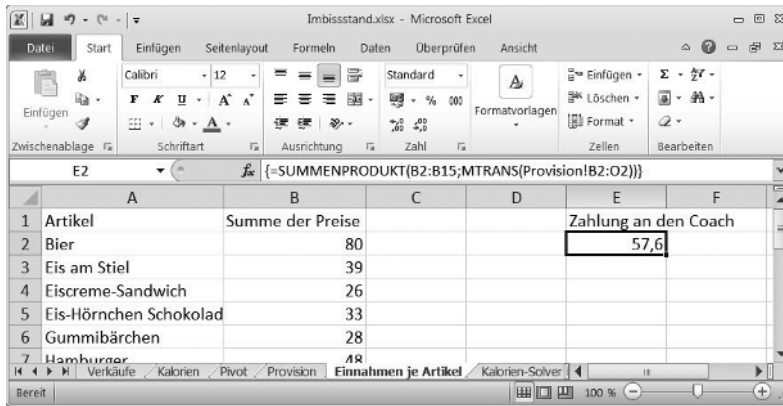 Imbissstand.xlsx - Microsoft Excel
Datei Start Einfügen Seitenlayout Formeln Daten Überprüfen Ansicht
Calibri 12 Standard Einfügen Σ
Einfügen F K U A A % 000 Formatvorlagen Löschen
A Format
Zwischenablage Schriftart Ausrichtung Zahl Zellen Bearbeiten
E2 fx {=SUMMENPRODUKT(B2:B15;MTRANS(Provision!B2:O2))}
A B C D E F
1 Artikel Summe der Preise Zahlung an den Coach
2 Bier 80 57,6
3 Eis am Stiel 39
4 Eiscreme-Sandwich 26
5 Eis-Hörnchen Schokolad 33
6 Gummibärchen 28
7 Hamburger 48
Verkäufe Kalorien Pivot Provision Einnahmen je Artikel Kalorien-Solver
Bereit 100 %